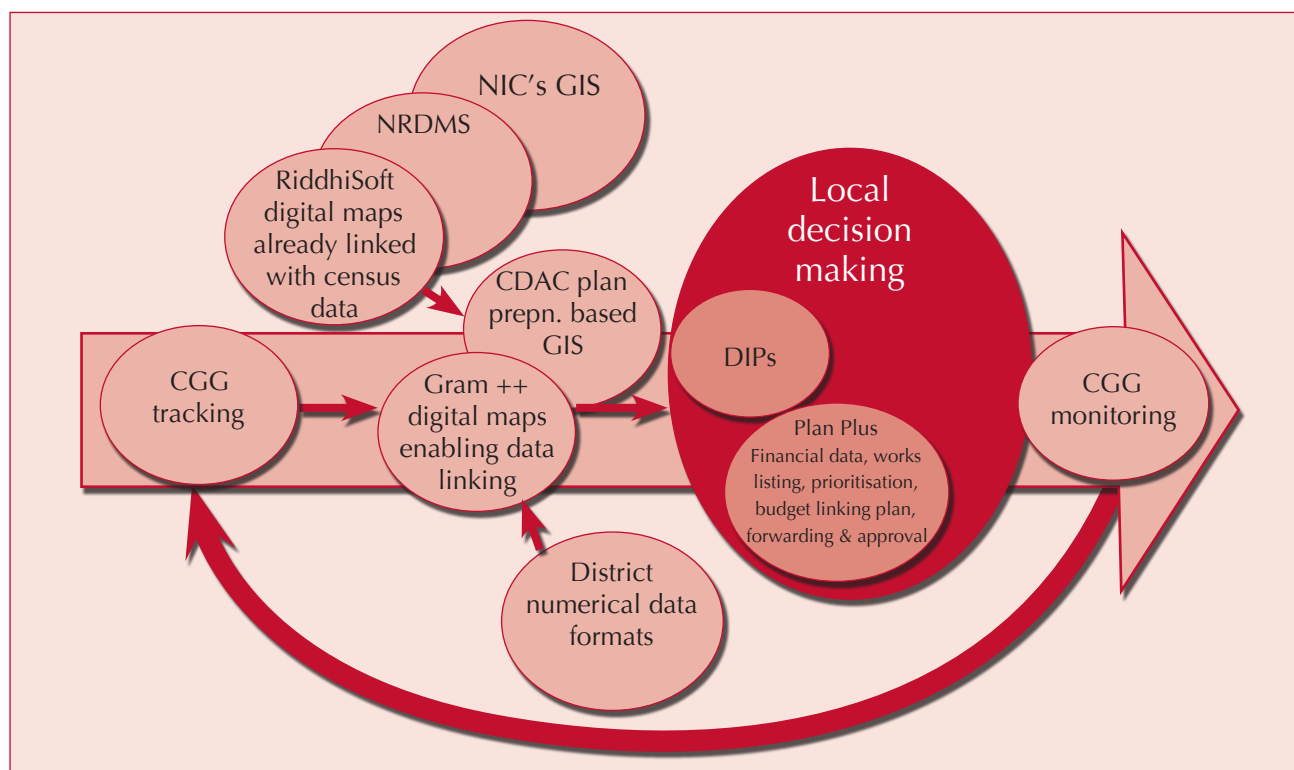 NIC's GIS
NRDMS
RiddhiSoft
digital maps
already linked
with census
data
CDAC plan
prepn. based
GIS
Local
decision
making
CGG
tracking
Gram ++
digital maps
enabling data
linking
DIPs
Plan Plus
Financial data, works
listing, prioritisation,
budget linking plan,
forwarding & approval
CGG
monitoring
District
numerical data
formats